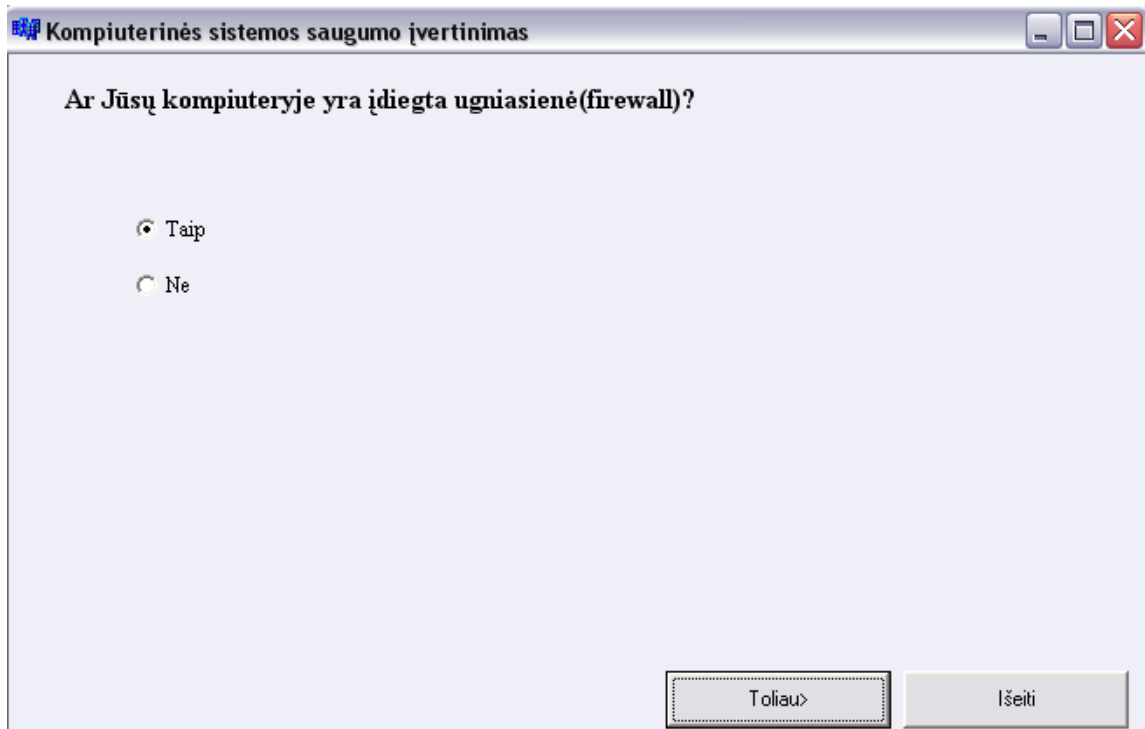 Kompiuterinės sistemos saugumo įvertinimas
Ar Jūsų kompiuteryje yra įdiegta ugniasienė(firewall)?
Taip
Ne
Toliau>
Išeiti